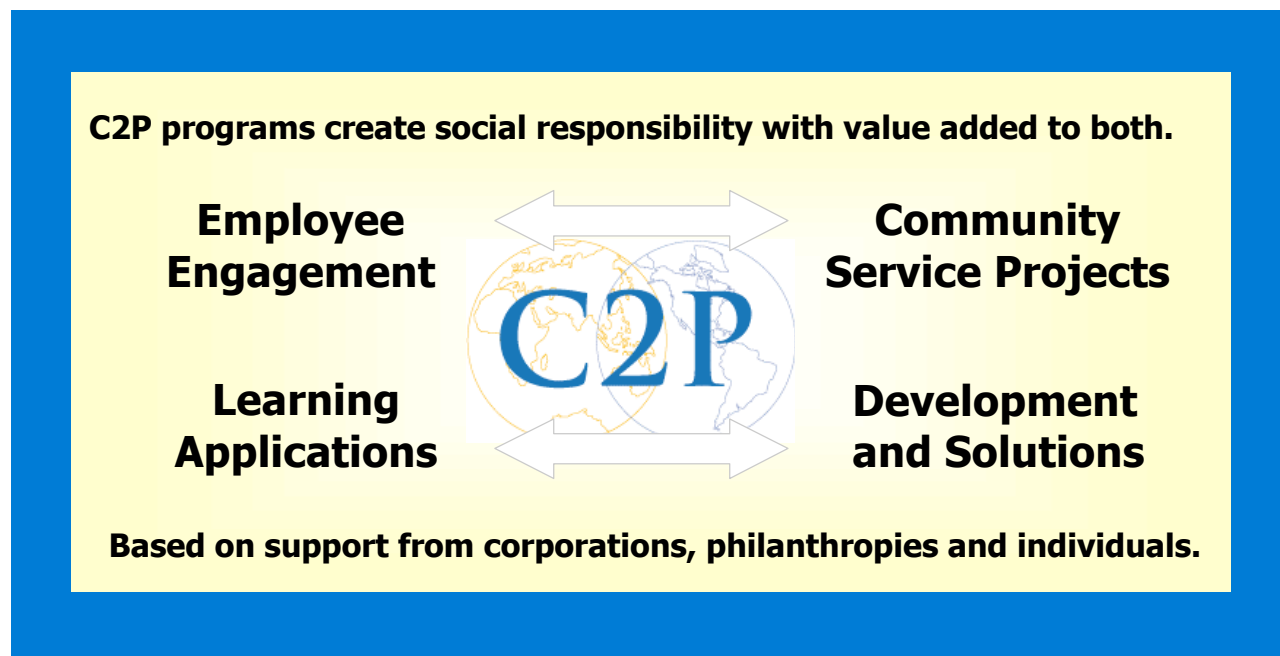 C2P programs create social responsibility with value added to both.
Employee
Engagement
Community
Service Projects
C2P
Learning
Applications
Development
and Solutions
Based on support from corporations, philanthropies and individuals.